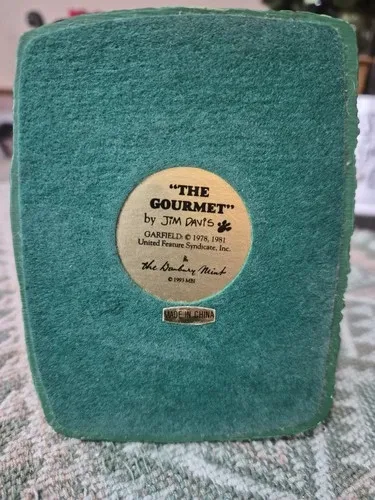 "THE
GOURMET"
by JIM DAVIS
GARFIELD: © 1978, 1981
United Feature Syndicate, Inc.
&
the Danbury Mint
© 1993 MBI
MADE IN CHINA